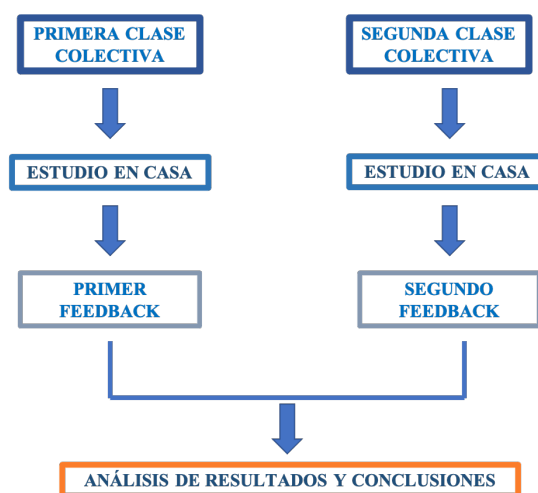 PRIMERA CLASE
COLECTIVA
SEGUNDA CLASE
COLECTIVA
ESTUDIO EN CASA
ESTUDIO EN CASA
PRIMER
FEEDBACK
SEGUNDO
FEEDBACK
ANÁLISIS DE RESULTADOS Y CONCLUSIONES